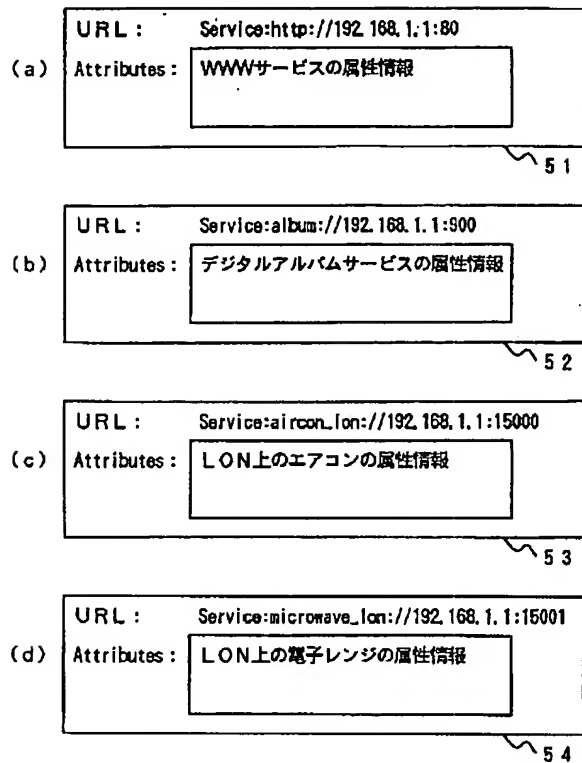 URL: Service:http://192.168.1.1:80
(a) Attributes: WWWサービスの属性情報
51
URL: Service:album://192.168.1.1:900
(b) Attributes: デジタルアルバムサービスの属性情報
52
URL: Service:aircon_lon://192.168.1.1:15000
(c) Attributes: LON上のエアコンの属性情報
53
URL: Service:microwave_lon://192.168.1.1:15001
(d) Attributes: LON上の電子レンジの属性情報
54